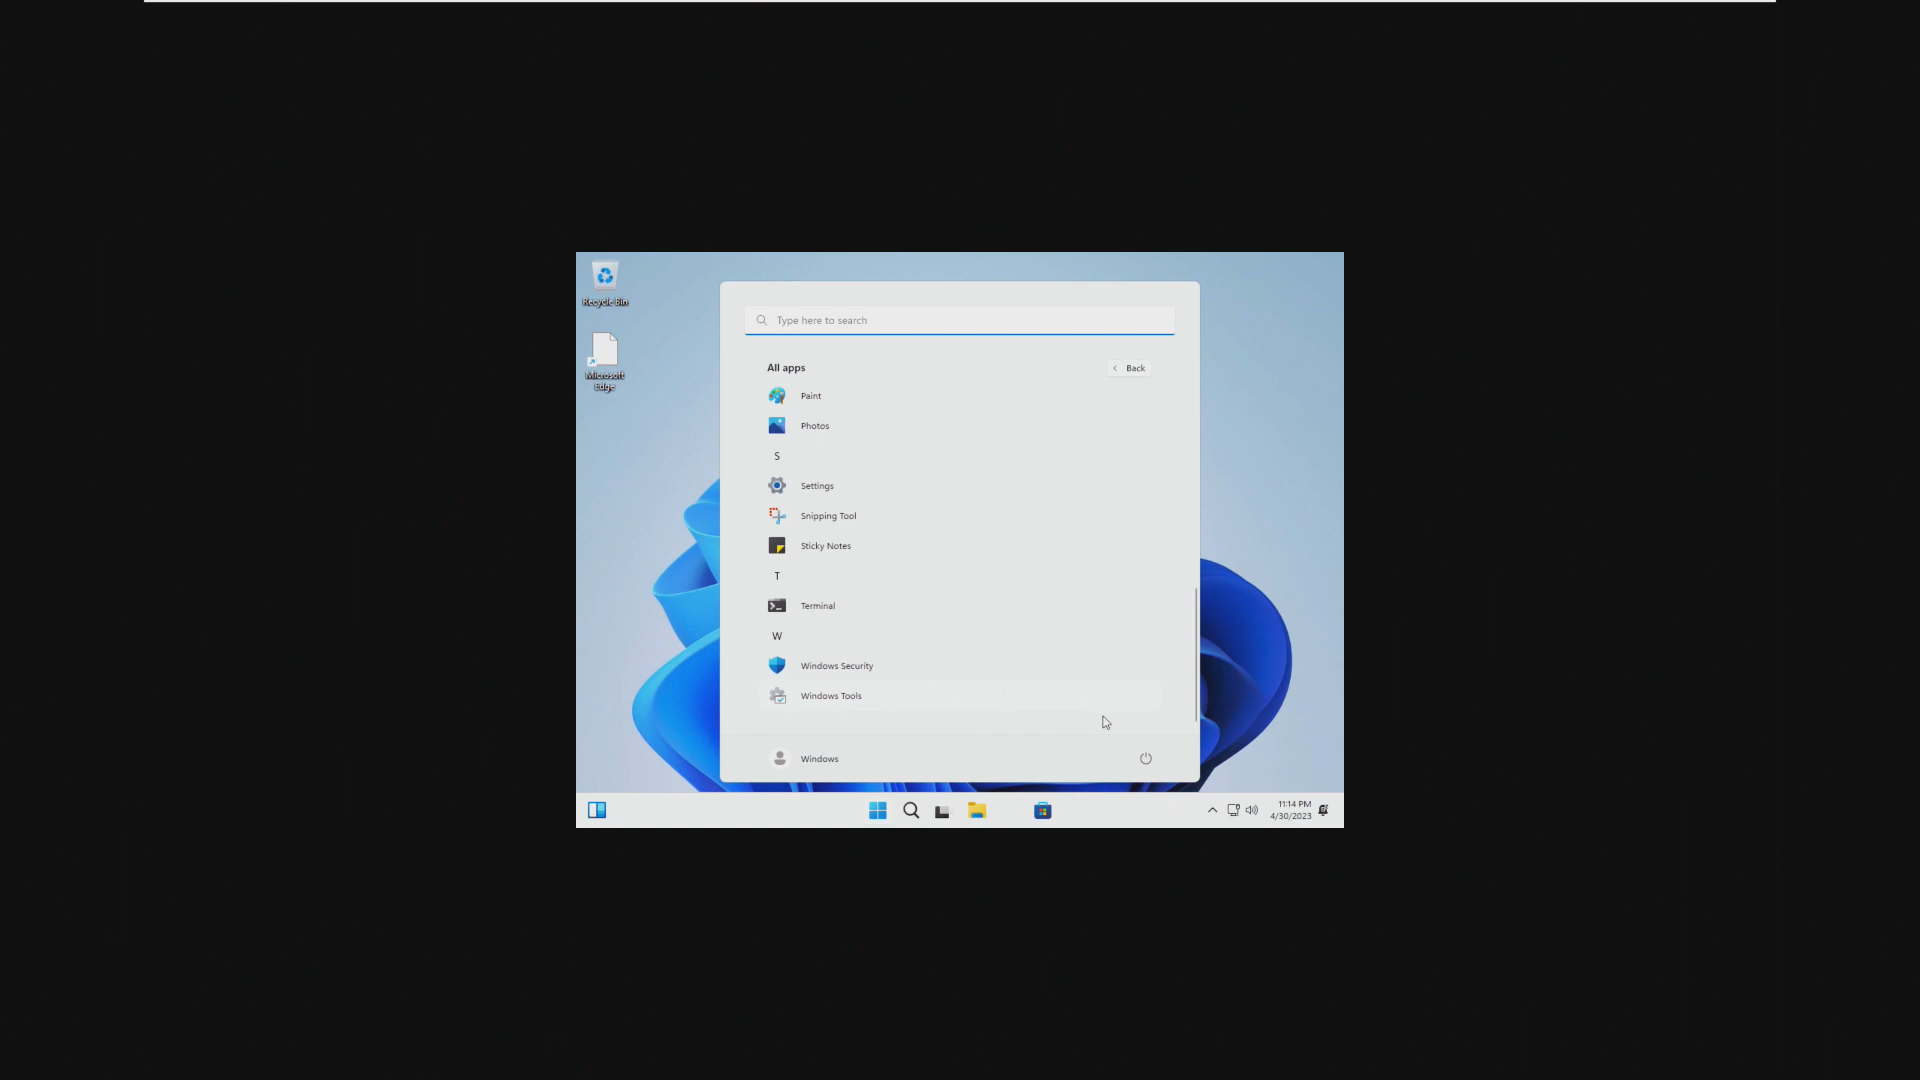 Recycle Bin
Microsoft
Edge
Type here to search
All apps
Back
Paint
Photos
S
Settings
Snipping Tool
Sticky Notes
T
Terminal
W
Windows Security
Windows Tools
Windows
11:14 PM
4/30/2023